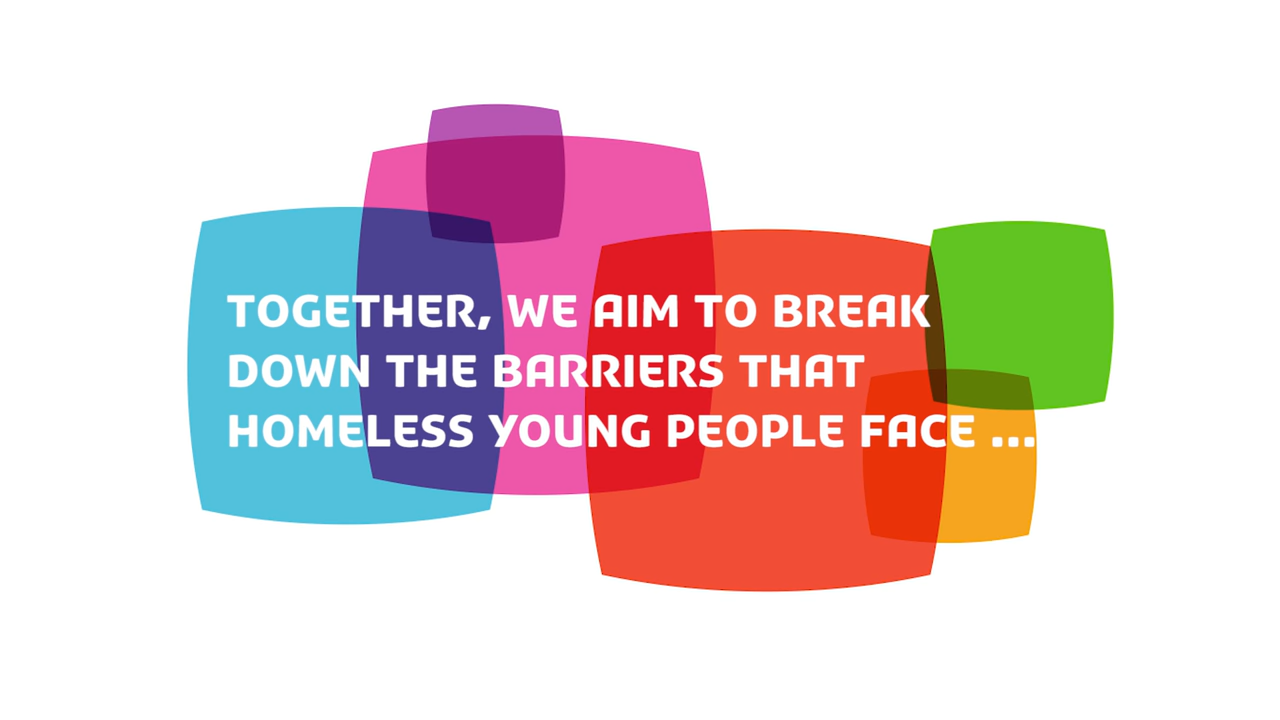 TOGETHER, WE AIM TO BREAK
DOWN THE BARRIERS THAT
HOMELESS YOUNG PEOPLE FACE ...